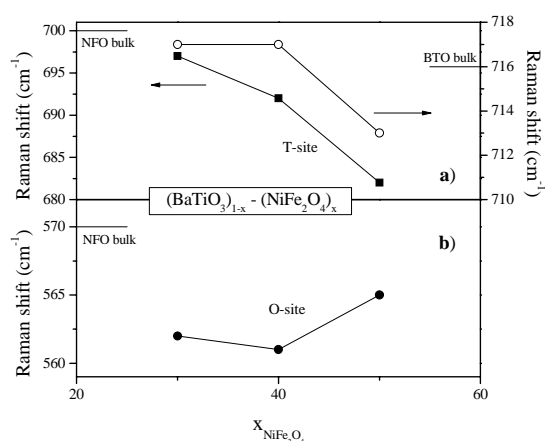 700
NFO bulk
695
690
685
680
Raman shift (cm⁻¹)
T-site
a)
718
BTO bulk
716
714
712
710
Raman shift (cm⁻¹)
(BaTiO₃)₁₋ₓ - (NiFe₂O₄)ₓ
570
NFO bulk
565
560
Raman shift (cm⁻¹)
b)
O-site
20
40
60
x NiFe₂O₄